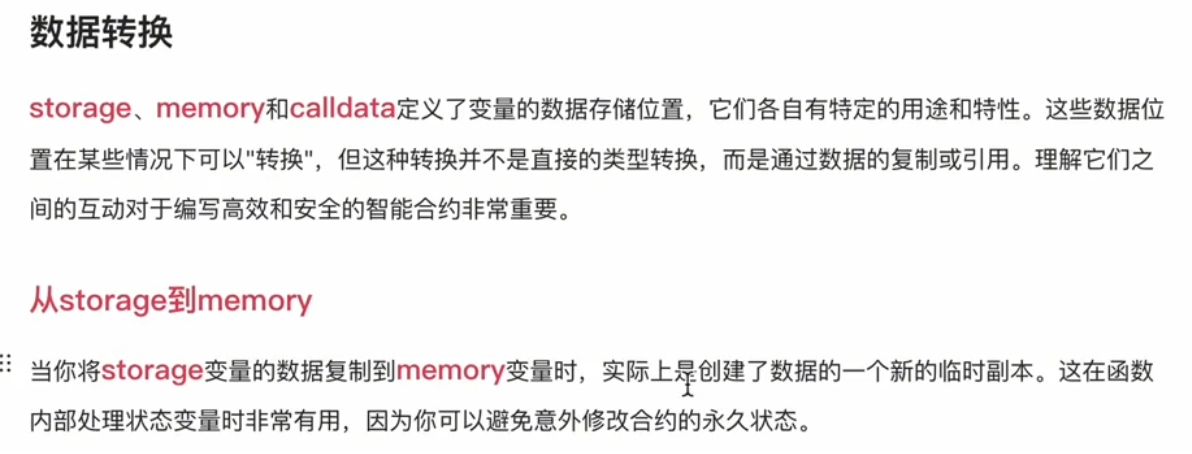 数据转换
storage、memory和calldata定义了变量的数据存储位置，它们各自有特定的用途和特性。这些数据位
置在某些情况下可以"转换"，但这种转换并不是直接的类型转换，而是通过数据的复制或引用。理解它们之
间的互动对于编写高效和安全的智能合约非常重要。
从storage到memory
当你将storage变量的数据复制到memory变量时，实际上是创建了数据的一个新的临时副本。这在函数
内部处理状态变量时非常有用，因为你可以避免意外修改合约的永久状态。